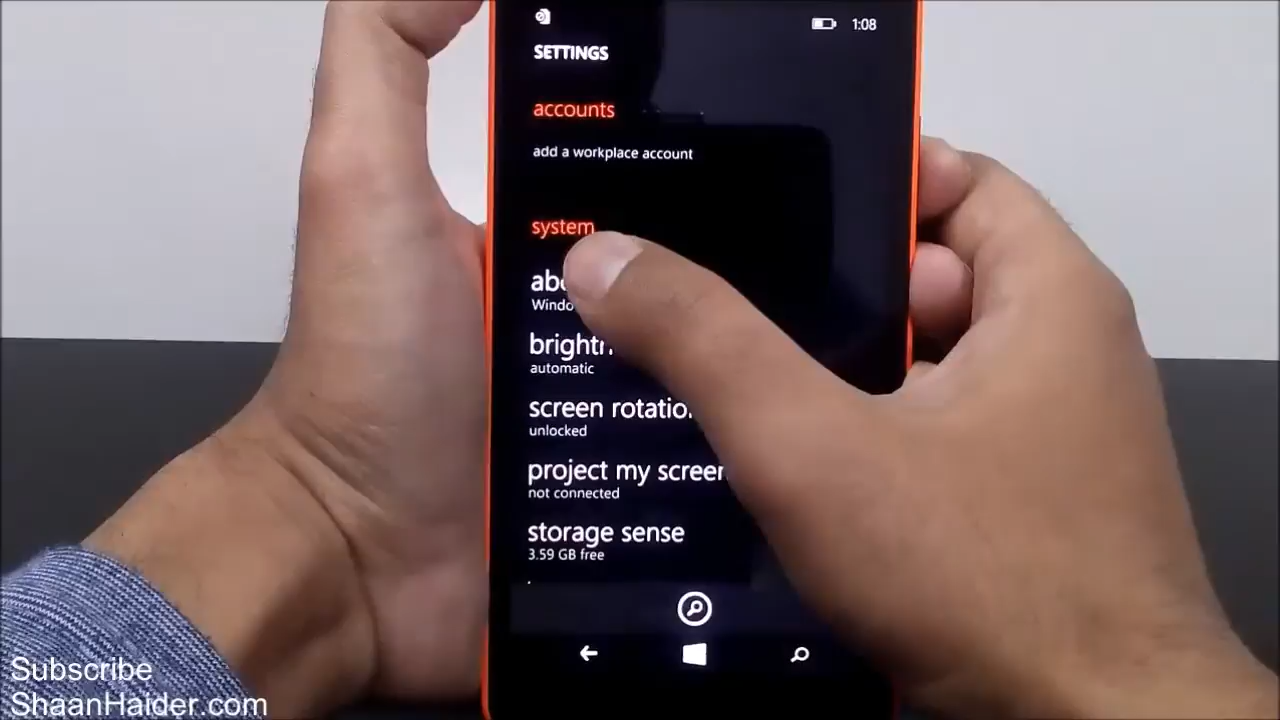 1:08
SETTINGS
accounts
add a workplace account
system
automatic
screen
unlocked
project my screen
not connected
storage sense
3.59 GB free
Subscribe
ShaanHaider.com